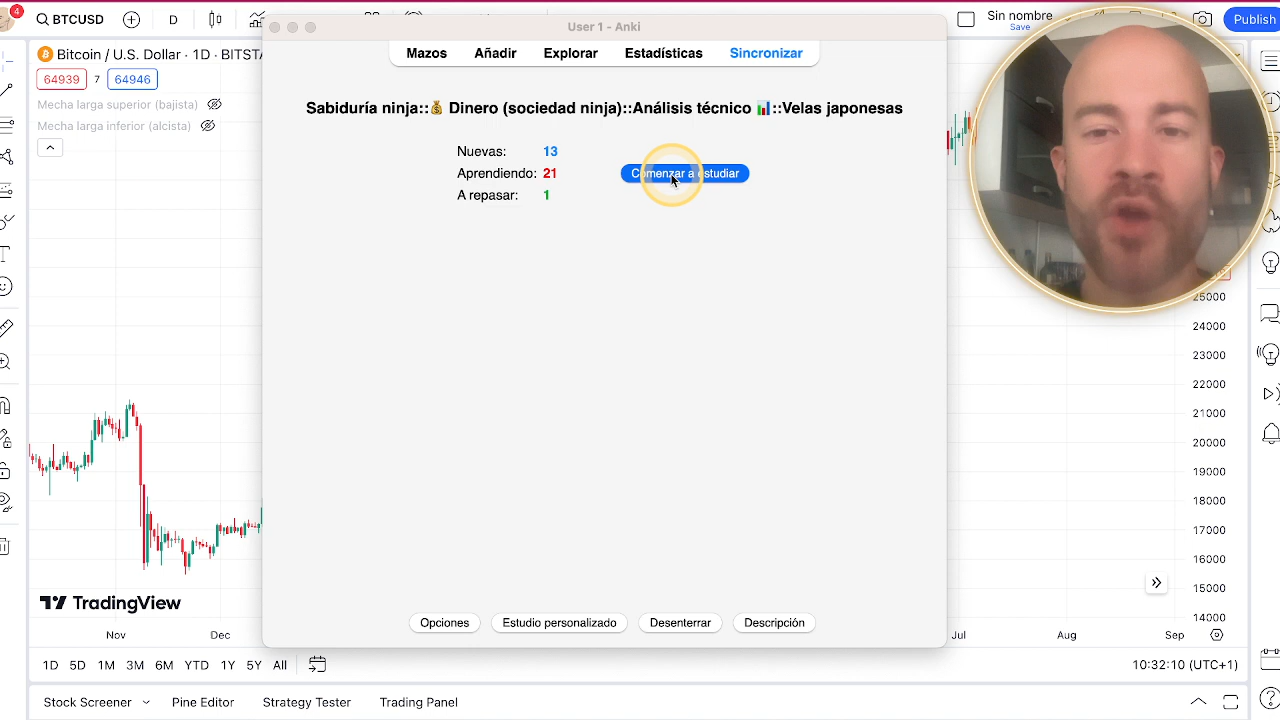 4
BTCUSD
D
Sin nombre
Save
Publish
Bitcoin / U.S. Dollar · 1D · BITSTA
64939
7
64946
Mecha larga superior (bajista)
Mecha larga inferior (alcista)
User 1 - Anki
Mazos
Añadir
Explorar
Estadísticas
Sincronizar
Sabiduría ninja::💰 Dinero (sociedad ninja)::Análisis técnico 📊::Velas japonesas
Nuevas: 13
Aprendiendo: 21
A repasar: 1
Comenzar a estudiar
Opciones
Estudio personalizado
Desenterrar
Descripción
25000
24000
23000
22000
21000
20000
19000
18000
17000
16000
15000
14000
TradingView
Nov
Dec
Jul
Aug
Sep
1D 5D 1M 3M 6M YTD 1Y 5Y All
10:32:10 (UTC+1)
Stock Screener
Pine Editor
Strategy Tester
Trading Panel